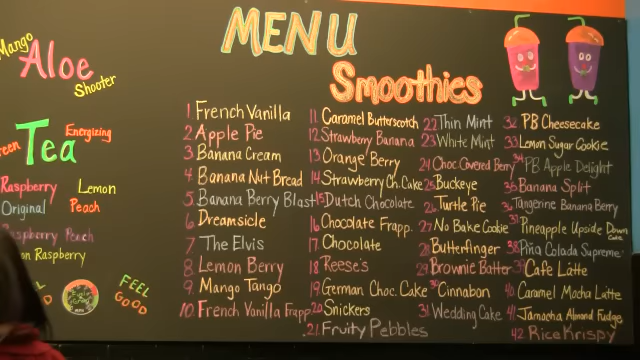 MENU
Smoothies
Mango
Aloe
Shooter
Energizing
Green Tea
Raspberry
Lemon
Original
Peach
Raspberry Peach
Lemon Raspberry
FEEL
GOOD
1. French Vanilla
2 Apple Pie
3 Banana Cream
4 Banana Nut Bread
5. Banana Berry Blast
6. Dreamsicle
7 The Elvis
8 Lemon Berry
9. Mango Tango
10. French Vanilla Frapp
11. Caramel Butterscotch
12 Strawberry Banana
13 Orange Berry
14 Strawberry Ch. Cake
15 Dutch Chocolate
16 Chocolate Frapp.
17. Chocolate
18 Reese's
19. German Choc. Cake
20 Snickers
21. Fruity Pebbles
22 Thin Mint
23 White Mint
24 Choc. Covered Berry
25 Buckeye
26. Turtle Pie
27. No Bake Cookie
28 Butterfinger
29 Brownie Batter
30 Cinnabon
31 Wedding Cake
32 PB Cheesecake
33. Lemon Sugar Cookie
34 PB Apple Delight
35 Banana Split
36 Tangerine Banana Berry
37 Pineapple Upside Down Cake
38. Piña Colada Supreme
39 Cafe Latte
40 Caramel Mocha Latte
41. Jamocha Almond Fudge
42 Rice Krispy